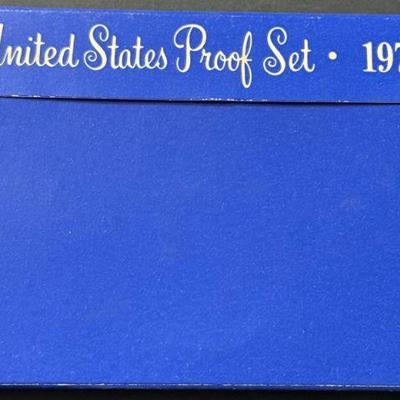 United States Proof Set · 197